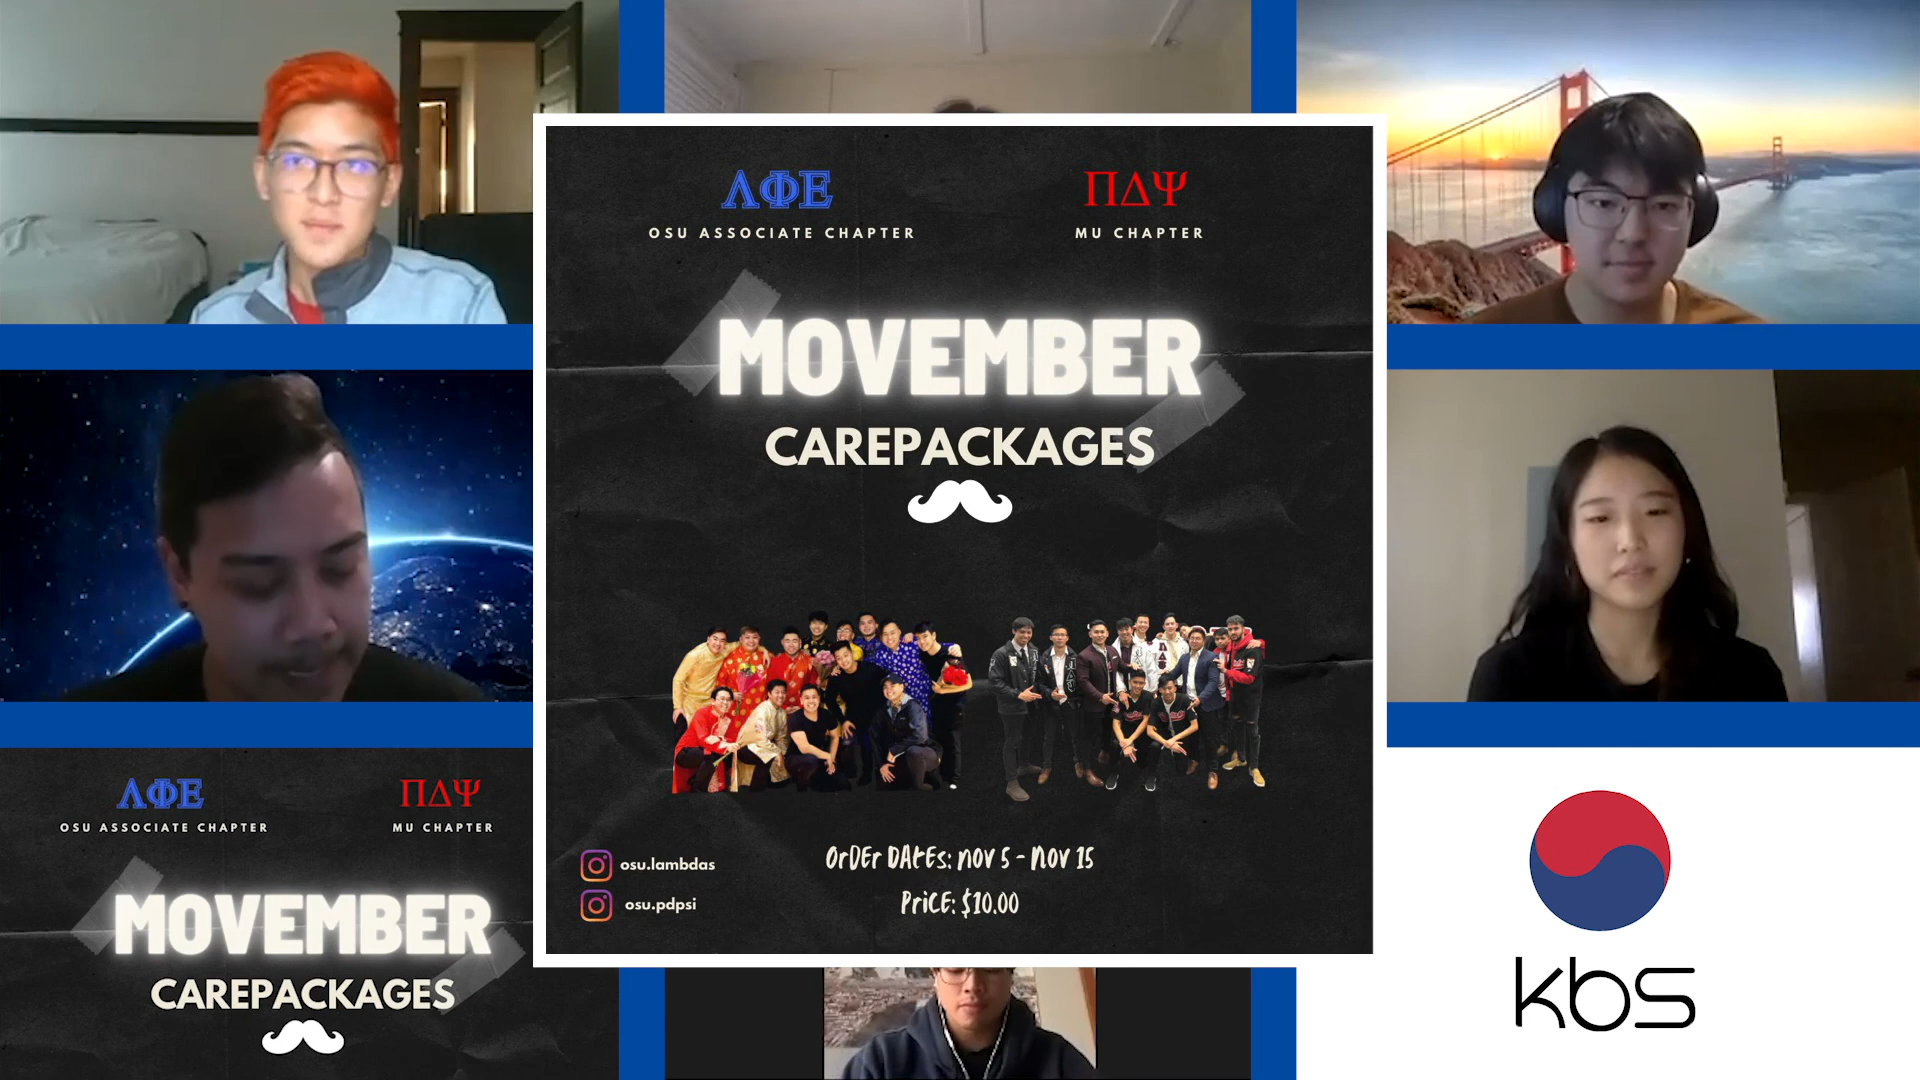 ΛΦΕ
OSU ASSOCIATE CHAPTER
ΠΔΨ
MU CHAPTER
MOVEMBER
CAREPACKAGES
osu.lambdas
osu.pdpsi
OrDEr DAtEs: nov 5 - nov 15
PriCE: $10.00
ΛΦΕ
OSU ASSOCIATE CHAPTER
ΠΔΨ
MU CHAPTER
MOVEMBER
CAREPACKAGES
kbs